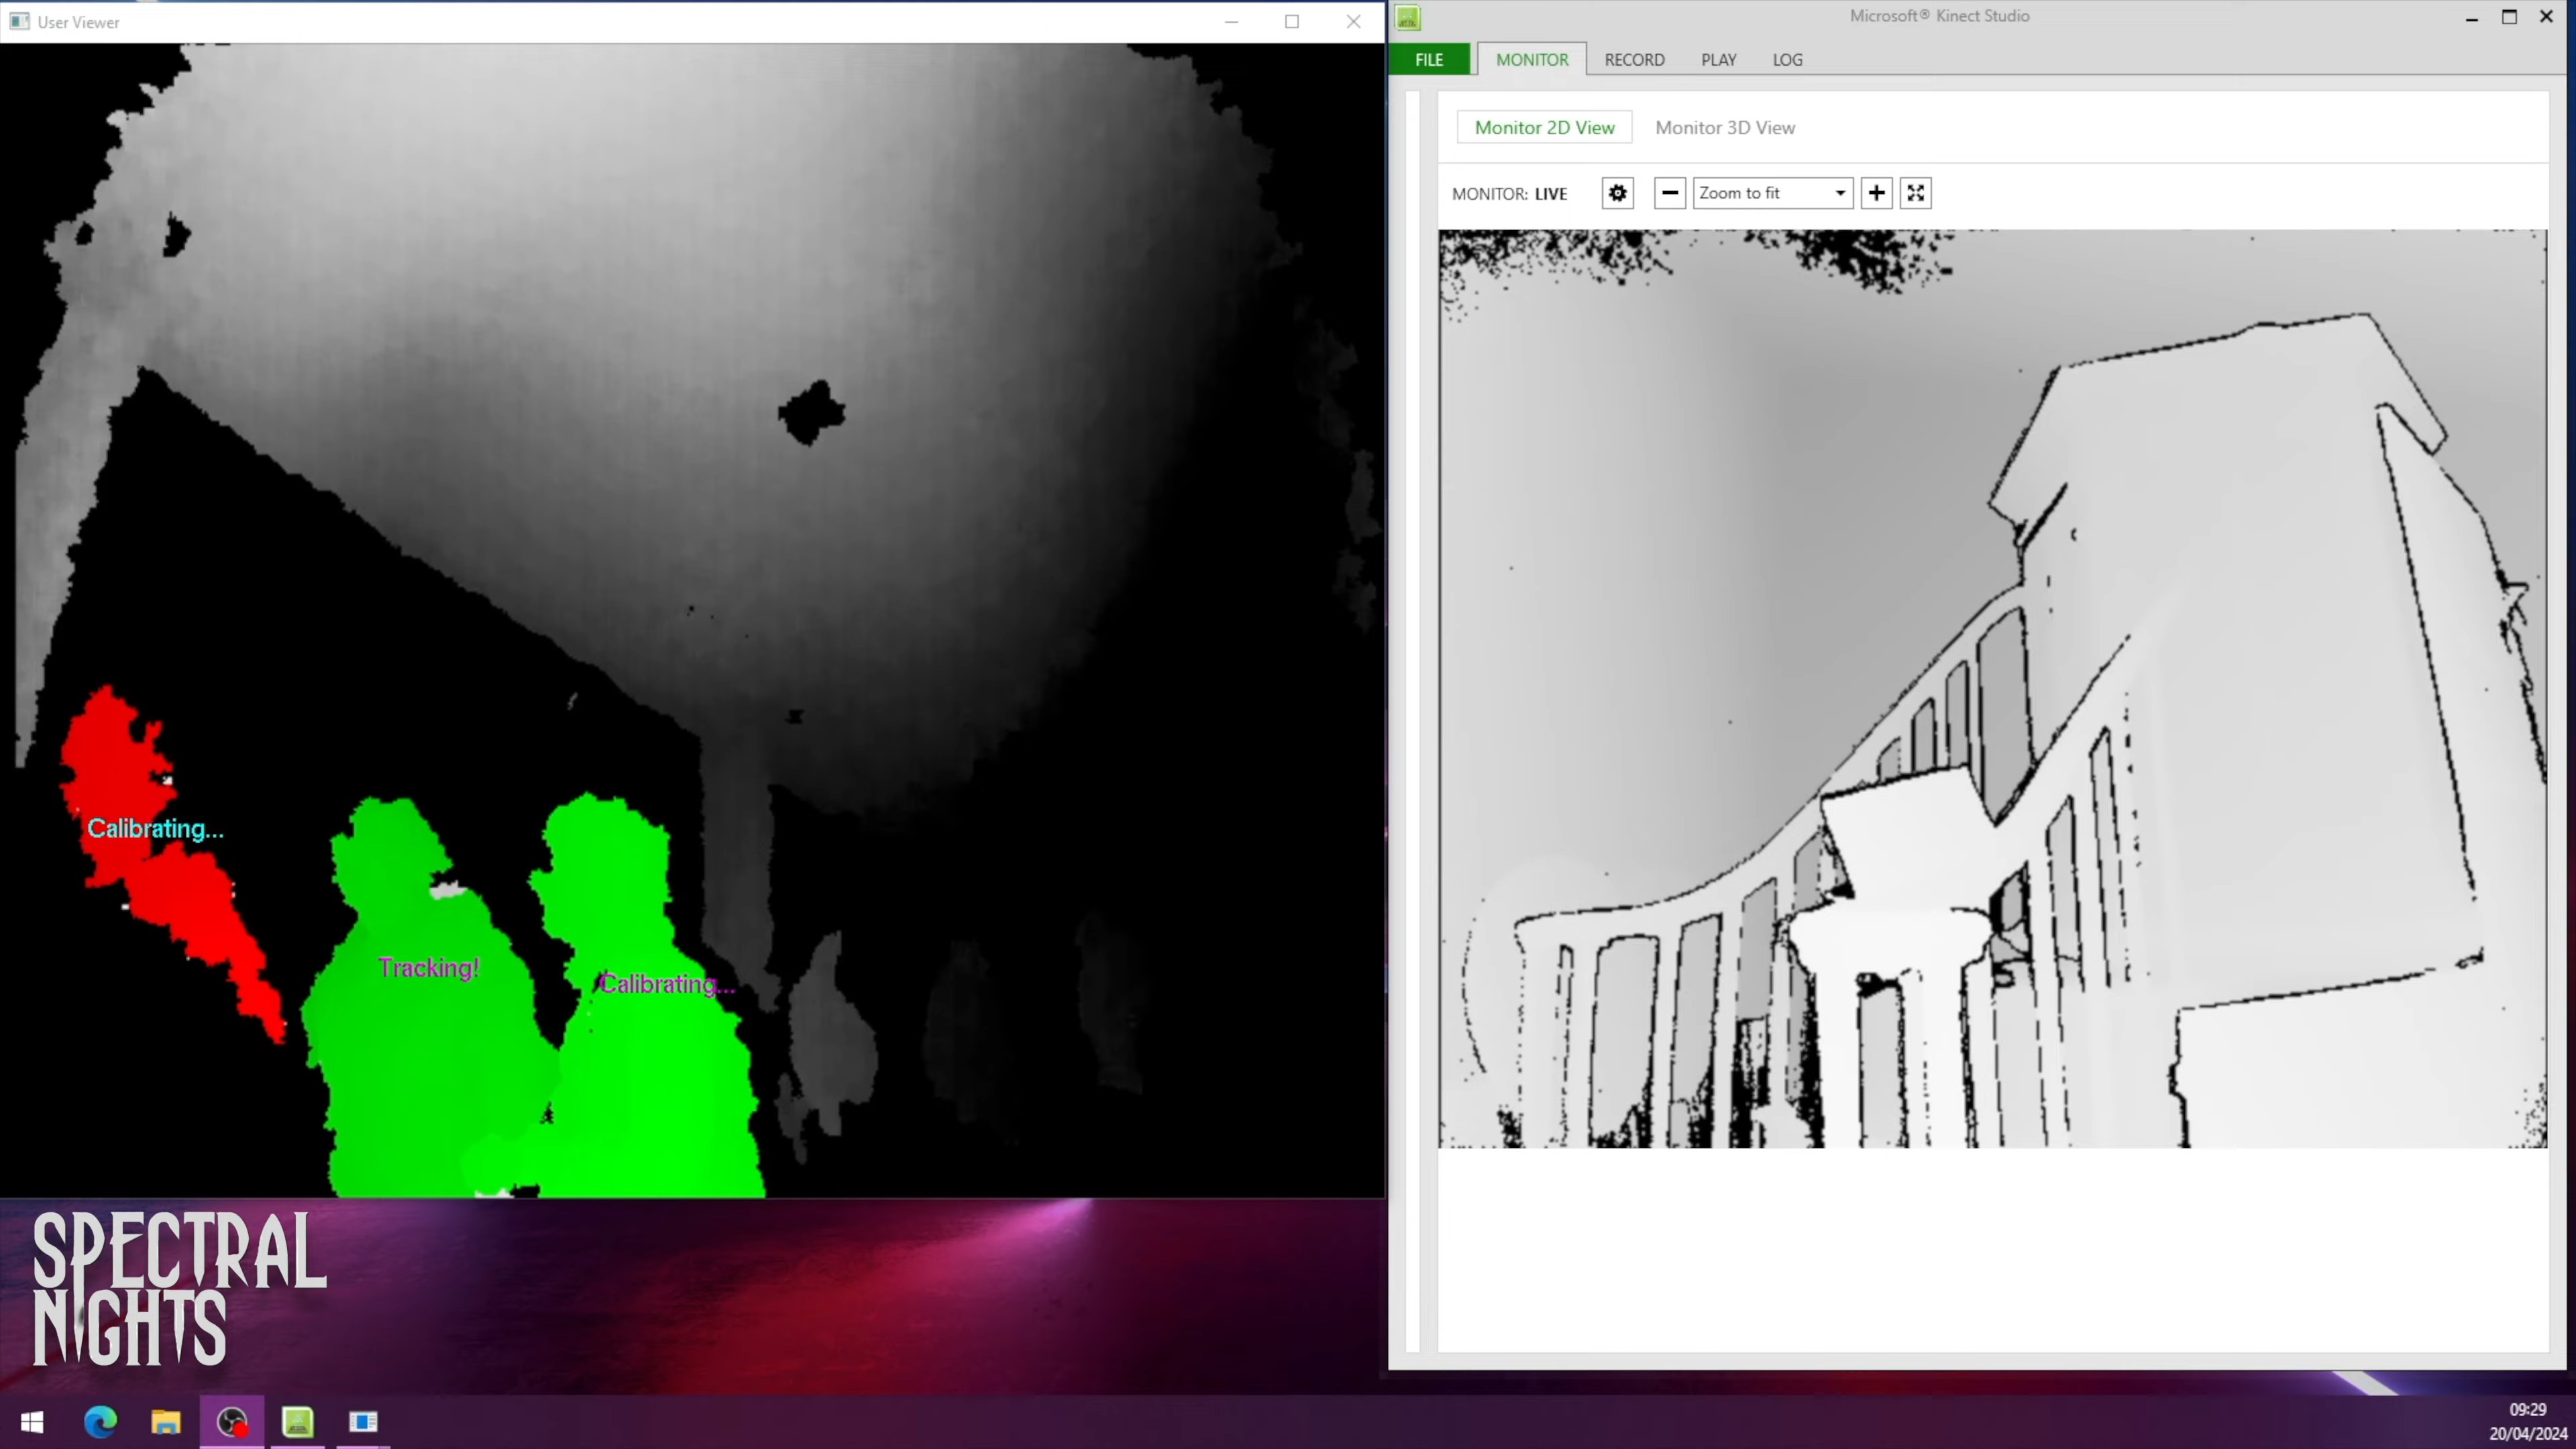 User Viewer
Calibrating...
Tracking!
Calibrating...
SPECTRAL
NIGHTS
Microsoft® Kinect Studio
FILE MONITOR RECORD PLAY LOG
Monitor 2D View Monitor 3D View
MONITOR: LIVE Zoom to fit
09:29
20/04/2024